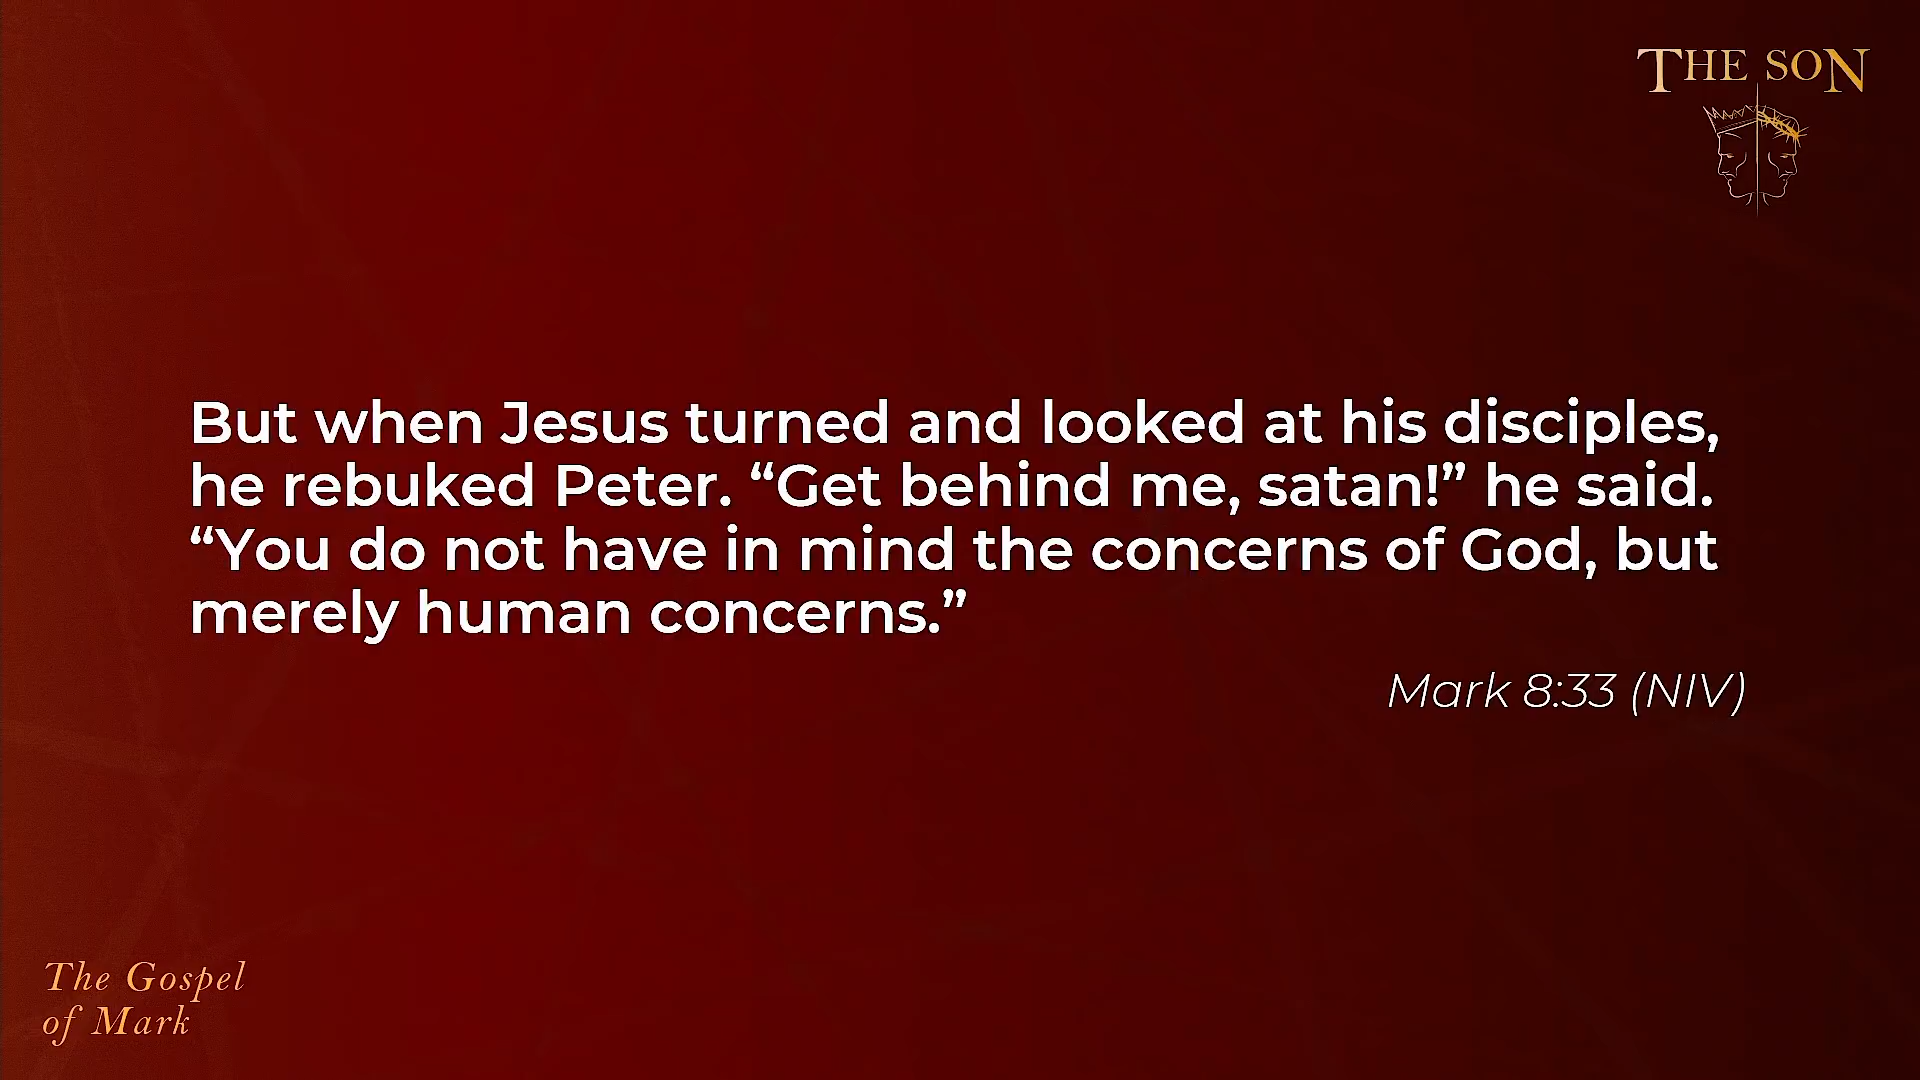 THE SON
But when Jesus turned and looked at his disciples,
he rebuked Peter. “Get behind me, satan!” he said.
“You do not have in mind the concerns of God, but
merely human concerns.”
Mark 8:33 (NIV)
The Gospel
of Mark